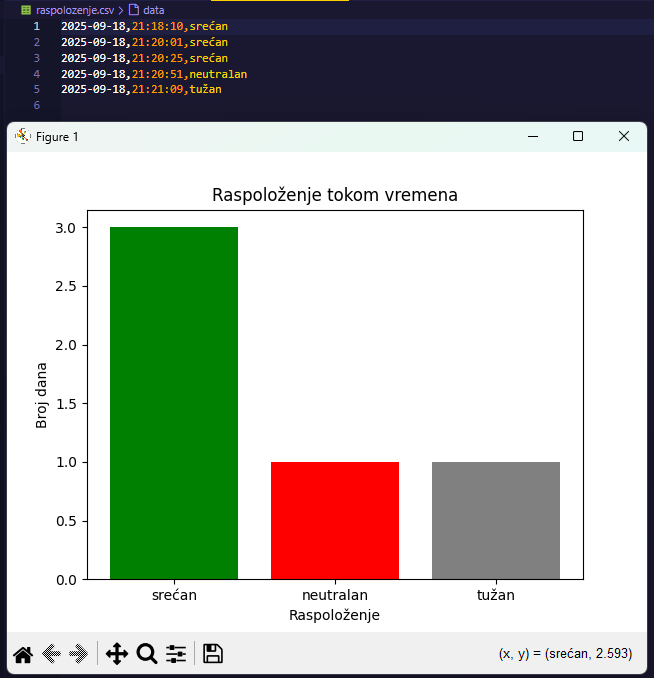 raspolozenje.csv > data
1 2025-09-18,21:18:10,srećan
2 2025-09-18,21:20:01,srećan
3 2025-09-18,21:20:25,srećan
4 2025-09-18,21:20:51,neutralan
5 2025-09-18,21:21:09,tužan
6
Figure 1
Raspoloženje tokom vremena
3.0
2.5
2.0
1.5
1.0
0.5
0.0
Broj dana
srećan neutralan tužan
Raspoloženje
(x, y) = (srećan, 2.593)